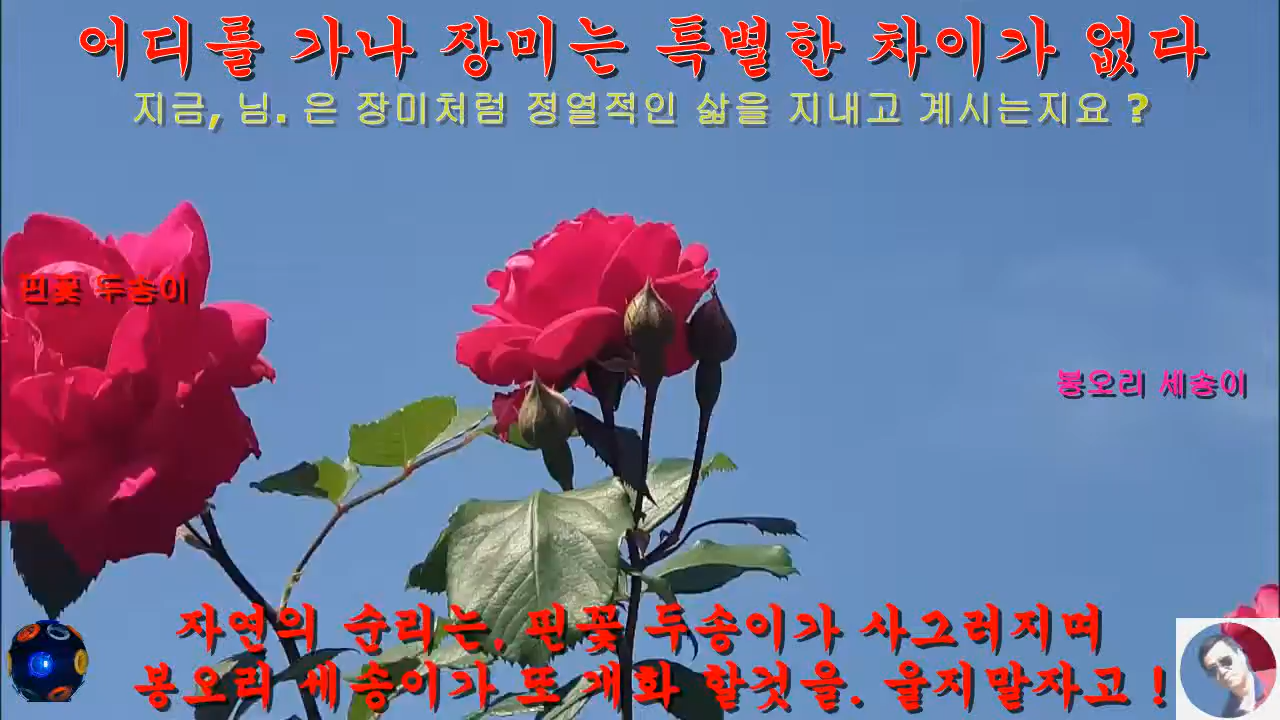 어디를 가나 장미는 특별한 차이가 없다
지금, 님. 은 장미처럼 정열적인 삶을 지내고 계시는지요 ?
핀꽃 두송이
봉오리 세송이
자연의 순리는. 핀꽃 두송이가 사그러지며
봉오리 세송이가 또 개화 할것을. 울지말자고 !